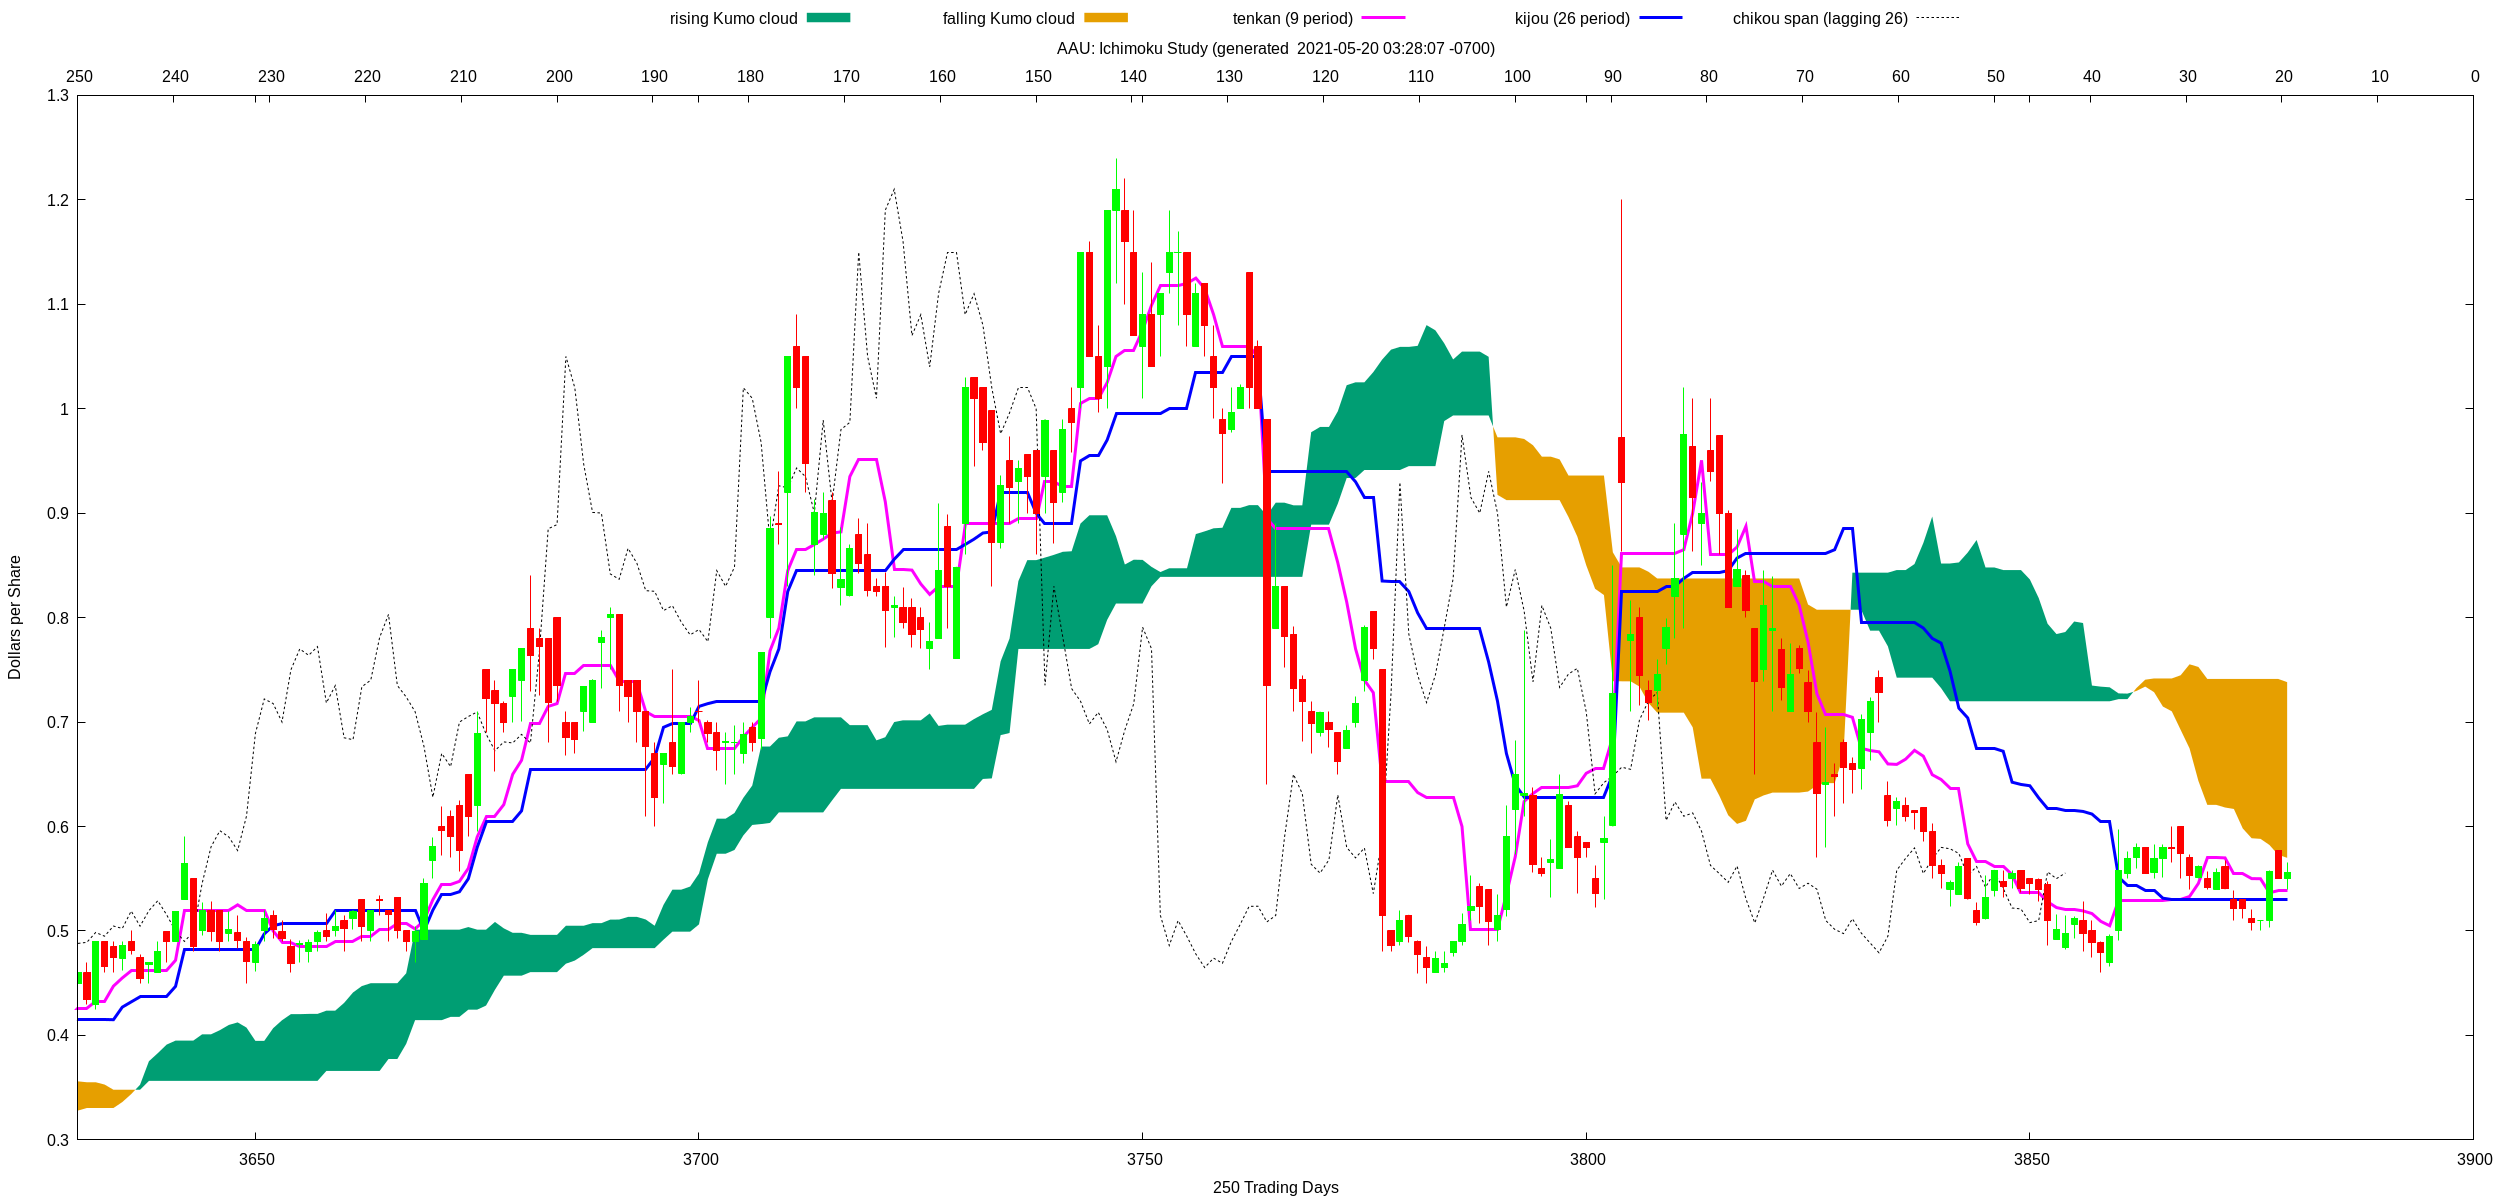 rising Kumo cloud falling Kumo cloud tenkan (9 period) kijou (26 period) chikou span (lagging 26)
AAU: Ichimoku Study (generated  2021-05-20 03:28:07 -0700)
250 240 230 220 210 200 190 180 170 160 150 140 130 120 110 100 90 80 70 60 50 40 30 20 10 0
1.3
1.2
1.1
1
0.9
0.8
0.7
0.6
0.5
0.4
0.3
Dollars per Share
3650 3700 3750 3800 3850 3900
250 Trading Days